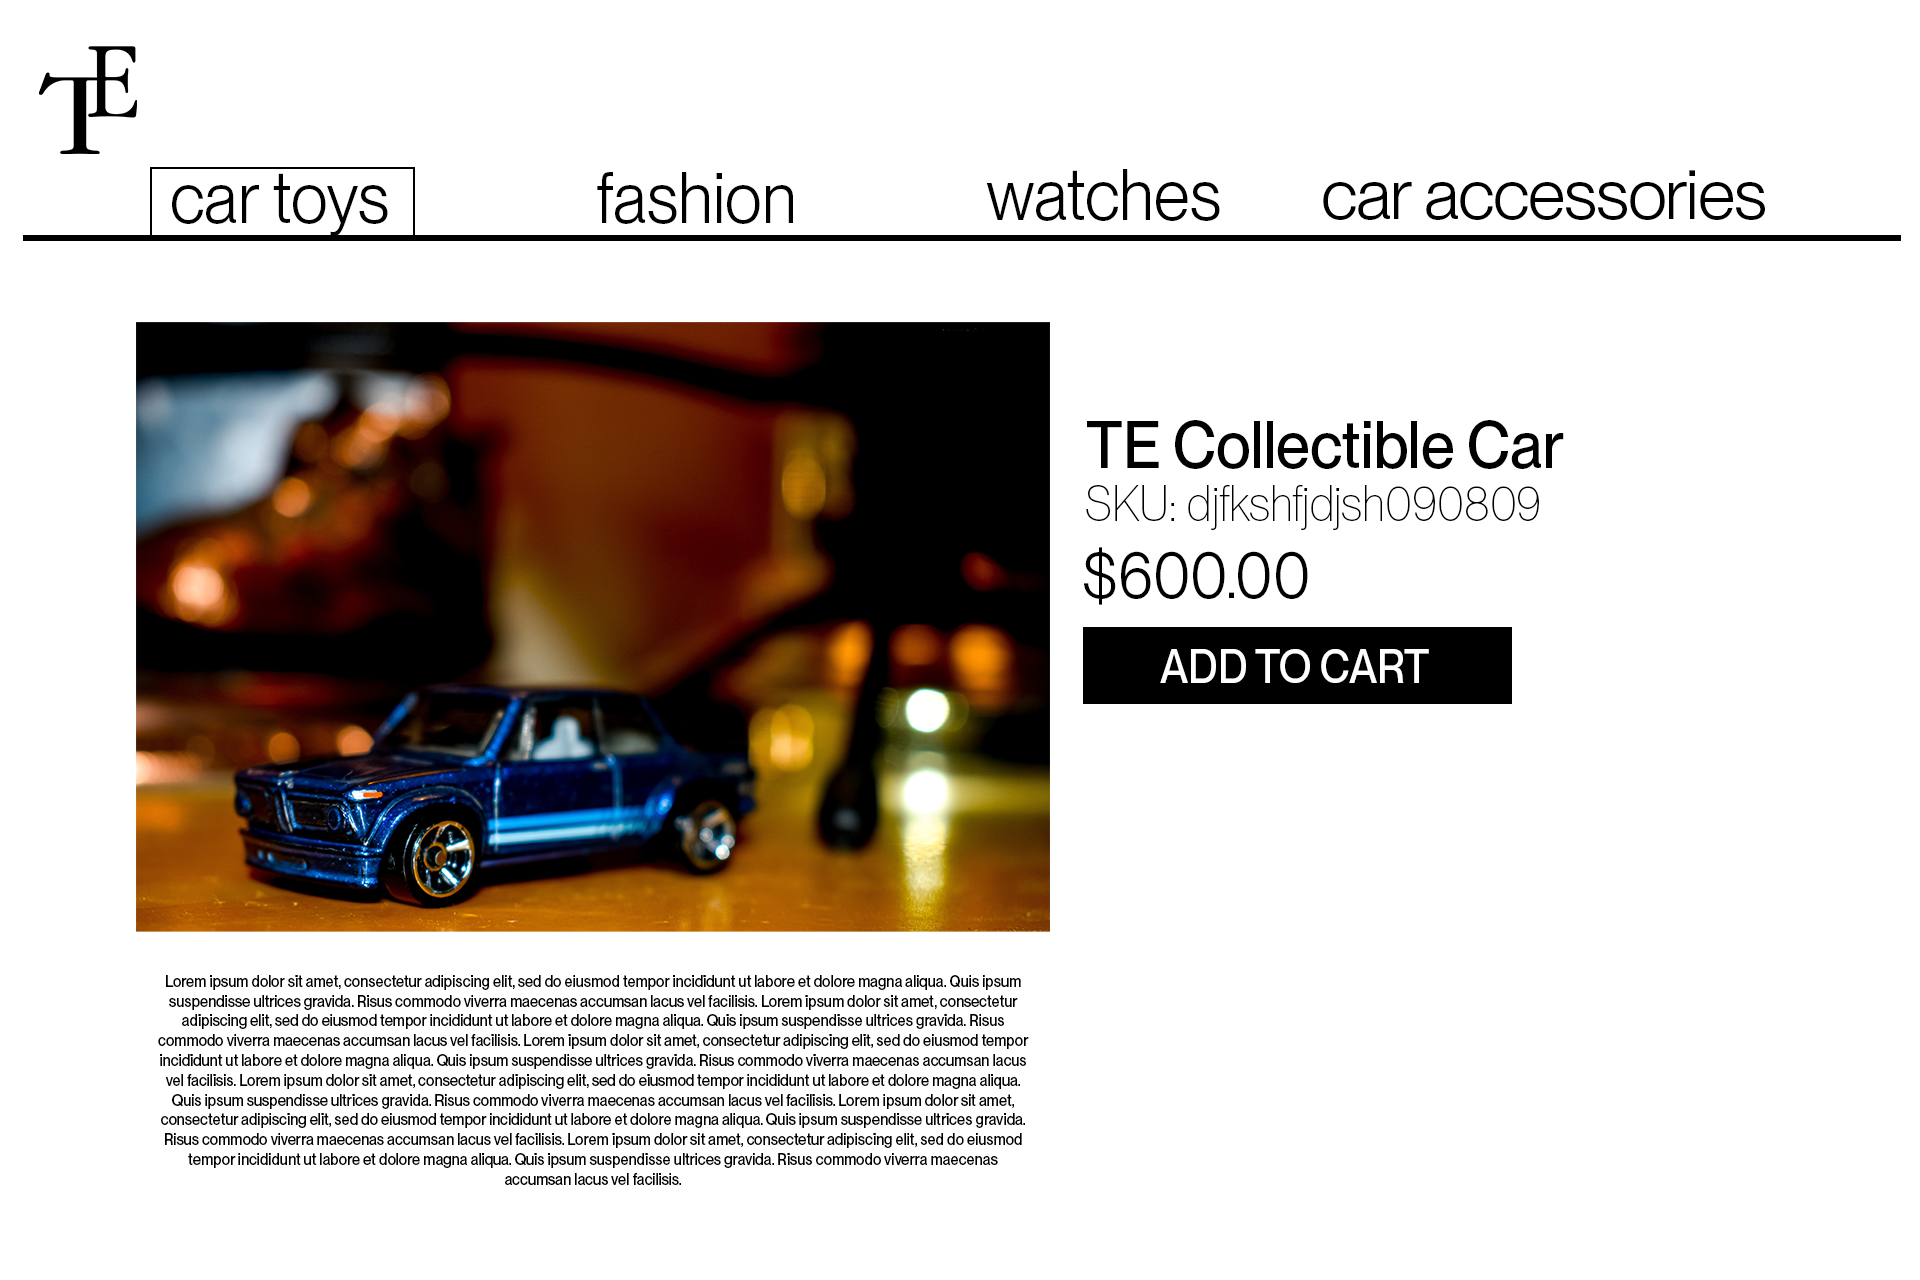 TE
car toys
fashion
watches
car accessories
TE Collectible Car
SKU: djfkshfjdjsh090809
$600.00
ADD TO CART
Lorem ipsum dolor sit amet, consectetur adipiscing elit, sed do eiusmod tempor incididunt ut labore et dolore magna aliqua. Quis ipsum
suspendisse ultrices gravida. Risus commodo viverra maecenas accumsan lacus vel facilisis. Lorem ipsum dolor sit amet, consectetur
adipiscing elit, sed do eiusmod tempor incididunt ut labore et dolore magna aliqua. Quis ipsum suspendisse ultrices gravida. Risus
commodo viverra maecenas accumsan lacus vel facilisis. Lorem ipsum dolor sit amet, consectetur adipiscing elit, sed do eiusmod tempor
incididunt ut labore et dolore magna aliqua. Quis ipsum suspendisse ultrices gravida. Risus commodo viverra maecenas accumsan lacus
vel facilisis. Lorem ipsum dolor sit amet, consectetur adipiscing elit, sed do eiusmod tempor incididunt ut labore et dolore magna aliqua.
Quis ipsum suspendisse ultrices gravida. Risus commodo viverra maecenas accumsan lacus vel facilisis. Lorem ipsum dolor sit amet,
consectetur adipiscing elit, sed do eiusmod tempor incididunt ut labore et dolore magna aliqua. Quis ipsum suspendisse ultrices gravida.
Risus commodo viverra maecenas accumsan lacus vel facilisis. Lorem ipsum dolor sit amet, consectetur adipiscing elit, sed do eiusmod
tempor incididunt ut labore et dolore magna aliqua. Quis ipsum suspendisse ultrices gravida. Risus commodo viverra maecenas
accumsan lacus vel facilisis.